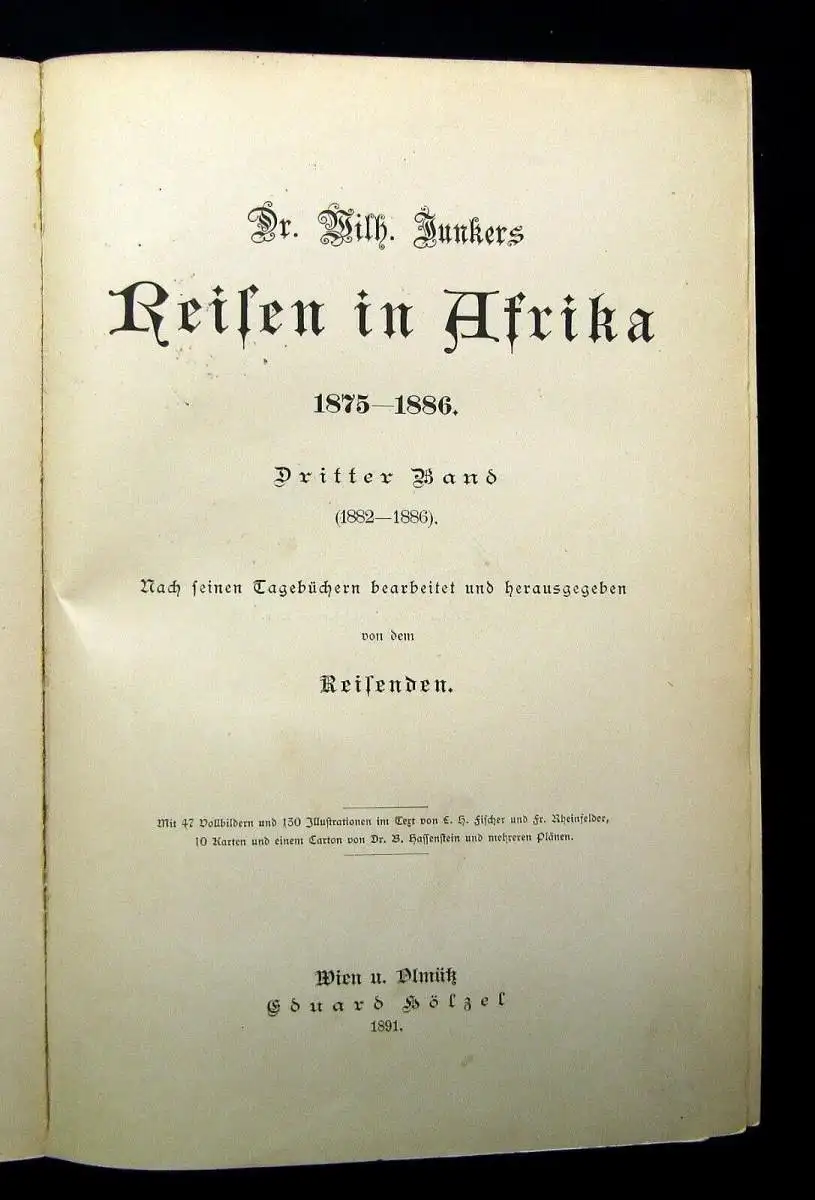 Dr. Wilh. Junkers
Reiſen in Afrika
1875—1886.
Dritter Band
(1882—1886).
Nach ſeinen Tagebüchern bearbeitet und herausgegeben
von dem
Reiſenden.
Mit 47 Vollbildern und 130 Illuſtrationen im Text von L. H. Fiſcher und Fr. Rheinfelder,
10 Karten und einem Carton von Dr. B. Haſſenſtein und mehreren Plänen.
Wien u. Olmütz
Eduard Hölzel
1891.